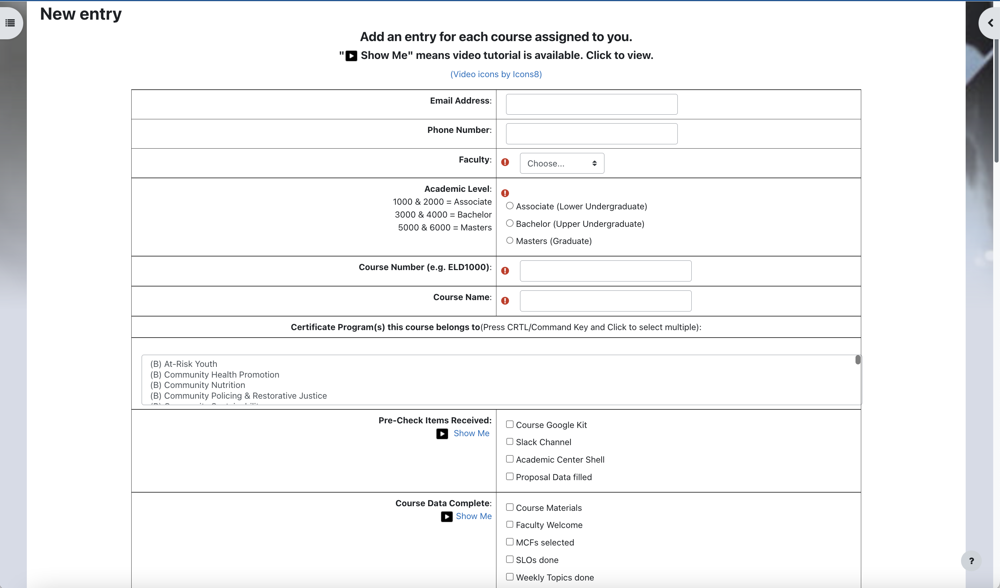 New entry
Add an entry for each course assigned to you.
" Show Me" means video tutorial is available. Click to view.
(Video icons by Icons8)
Email Address:
Phone Number:
Faculty:
Choose...
Academic Level:
1000 & 2000 = Associate
3000 & 4000 = Bachelor
5000 & 6000 = Masters
Associate (Lower Undergraduate)
Bachelor (Upper Undergraduate)
Masters (Graduate)
Course Number (e.g. ELD1000):
Course Name:
Certificate Program(s) this course belongs to(Press CRTL/Command Key and Click to select multiple):
(B) At-Risk Youth
(B) Community Health Promotion
(B) Community Nutrition
(B) Community Policing & Restorative Justice
Pre-Check Items Received:
Show Me
Course Google Kit
Slack Channel
Academic Center Shell
Proposal Data filled
Course Data Complete:
Show Me
Course Materials
Faculty Welcome
MCFs selected
SLOs done
Weekly Topics done
?